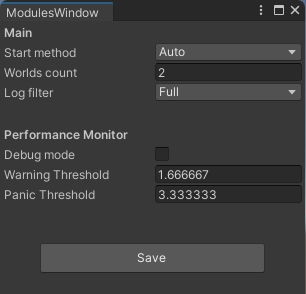 ModulesWindow
Main
Start method Auto
Worlds count 2
Log filter Full
Performance Monitor
Debug mode
Warning Threshold 1.666667
Panic Threshold 3.333333
Save